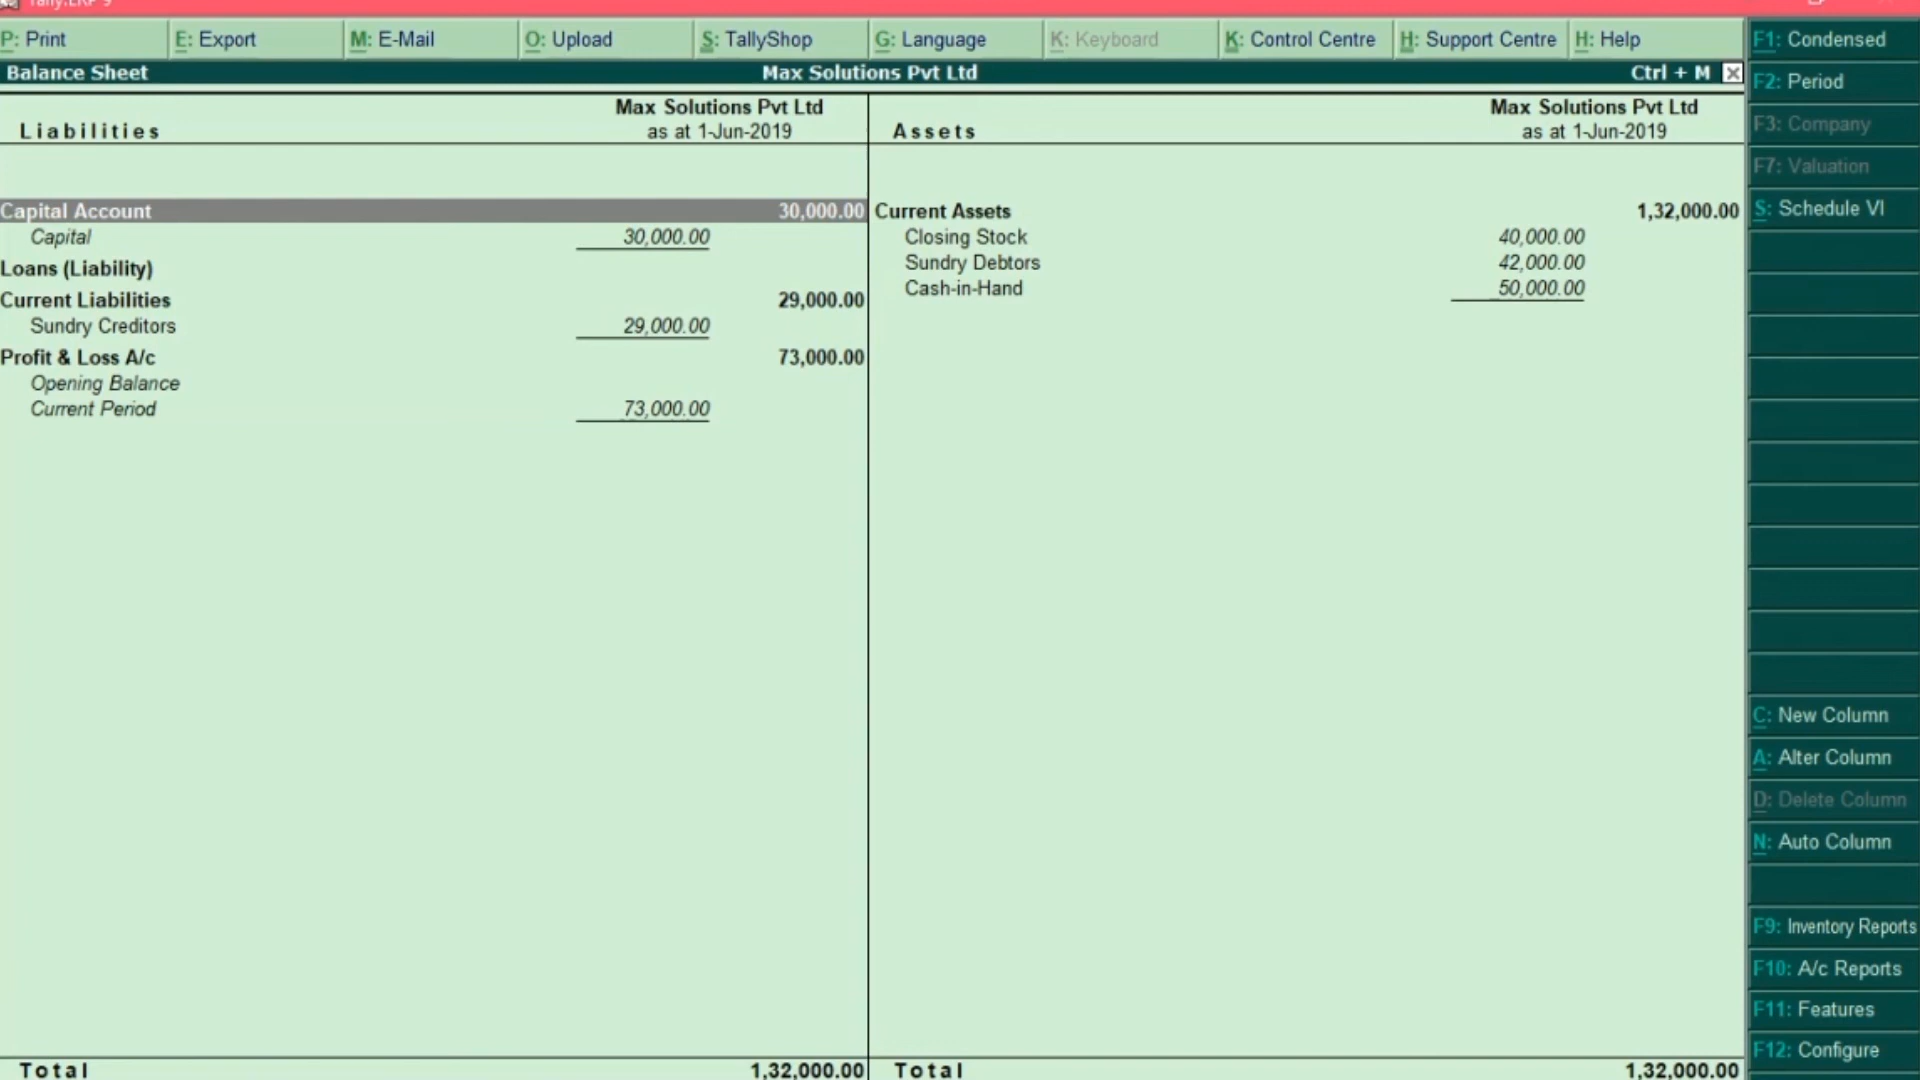 Tally.ERP 9
P: Print E: Export M: E-Mail O: Upload S: TallyShop G: Language K: Keyboard K: Control Centre H: Support Centre H: Help
Balance Sheet Max Solutions Pvt Ltd Ctrl + M
Liabilities Max Solutions Pvt Ltd
as at 1-Jun-2019
Capital Account 30,000.00
Capital 30,000.00
Loans (Liability)
Current Liabilities 29,000.00
Sundry Creditors 29,000.00
Profit & Loss A/c 73,000.00
Opening Balance
Current Period 73,000.00
Total 1,32,000.00
Assets Max Solutions Pvt Ltd
as at 1-Jun-2019
Current Assets 1,32,000.00
Closing Stock 40,000.00
Sundry Debtors 42,000.00
Cash-in-Hand 50,000.00
Total 1,32,000.00
F1: Condensed
F2: Period
F3: Company
F7: Valuation
S: Schedule VI
C: New Column
A: Alter Column
D: Delete Column
N: Auto Column
F9: Inventory Reports
F10: A/c Reports
F11: Features
F12: Configure